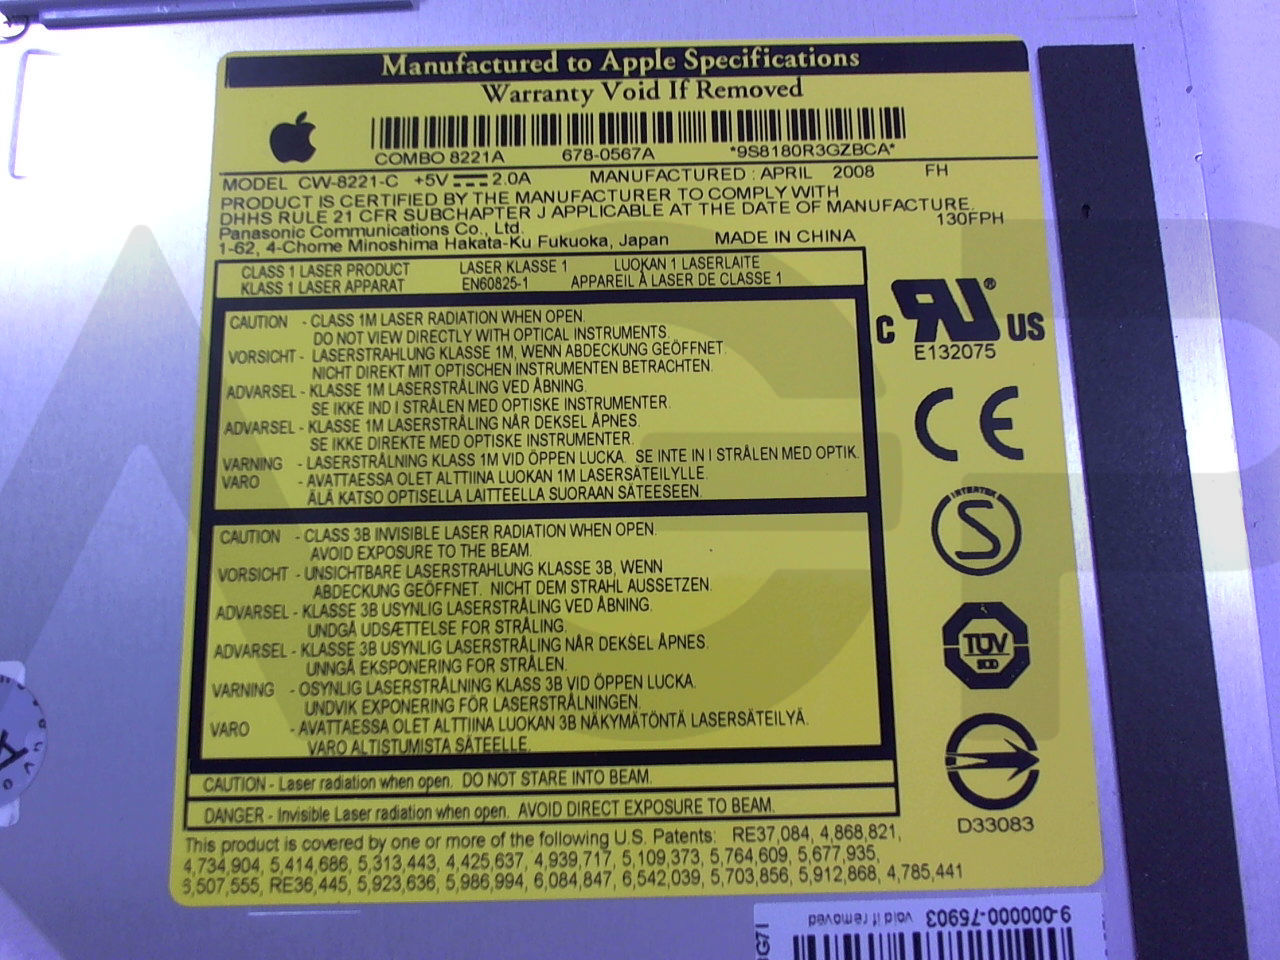 Manufactured to Apple Specifications
Warranty Void If Removed
COMBO 8221A 678-0567A *9S8180R3GZBCA*
MODEL CW-8221-C +5V 2.0A MANUFACTURED : APRIL 2008 FH
PRODUCT IS CERTIFIED BY THE MANUFACTURER TO COMPLY WITH
DHHS RULE 21 CFR SUBCHAPTER J APPLICABLE AT THE DATE OF MANUFACTURE.
Panasonic Communications Co., Ltd. 130FPH
1-62, 4-Chome Minoshima Hakata-Ku Fukuoka, Japan MADE IN CHINA
CLASS 1 LASER PRODUCT LASER KLASSE 1 LUOKAN 1 LASERLAITE
KLASS 1 LASER APPARAT EN60825-1 APPAREIL À LASER DE CLASSE 1
CAUTION - CLASS 1M LASER RADIATION WHEN OPEN.
DO NOT VIEW DIRECTLY WITH OPTICAL INSTRUMENTS.
VORSICHT - LASERSTRAHLUNG KLASSE 1M, WENN ABDECKUNG GEÖFFNET.
NICHT DIREKT MIT OPTISCHEN INSTRUMENTEN BETRACHTEN.
ADVARSEL - KLASSE 1M LASERSTRÅLING VED ÅBNING.
SE IKKE IND I STRÅLEN MED OPTISKE INSTRUMENTER.
ADVARSEL - KLASSE 1M LASERSTRÅLING NÅR DEKSEL ÅPNES.
SE IKKE DIREKTE MED OPTISKE INSTRUMENTER.
VARNING - LASERSTRÅLNING KLASS 1M VID ÖPPEN LUCKA. SE INTE IN I STRÅLEN MED OPTIK.
VARO - AVATTAESSA OLET ALTTIINA LUOKAN 1M LASERSÄTEILYLLE.
ÄLÄ KATSO OPTISELLA LAITTEELLA SUORAAN SÄTEESEEN.
CAUTION - CLASS 3B INVISIBLE LASER RADIATION WHEN OPEN.
AVOID EXPOSURE TO THE BEAM.
VORSICHT - UNSICHTBARE LASERSTRAHLUNG KLASSE 3B, WENN
ABDECKUNG GEÖFFNET. NICHT DEM STRAHL AUSSETZEN.
ADVARSEL - KLASSE 3B USYNLIG LASERSTRÅLING VED ÅBNING.
UNDGÅ UDSÆTTELSE FOR STRÅLING.
ADVARSEL - KLASSE 3B USYNLIG LASERSTRÅLING NÅR DEKSEL ÅPNES.
UNNGÅ EKSPONERING FOR STRÅLEN.
VARNING - OSYNLIG LASERSTRÅLNING KLASS 3B VID ÖPPEN LUCKA.
UNDVIK EXPONERING FÖR LASERSTRÅLNINGEN.
VARO - AVATTAESSA OLET ALTTIINA LUOKAN 3B NÄKYMÄTÖNTÄ LASERSÄTEILYÄ.
VARO ALTISTUMISTA SÄTEELLE.
CAUTION - Laser radiation when open. DO NOT STARE INTO BEAM.
DANGER - Invisible Laser radiation when open. AVOID DIRECT EXPOSURE TO BEAM.
This product is covered by one or more of the following U.S. Patents: RE37,084, 4,868,821,
4,734,904, 5,414,686, 5,313,443, 4,425,637, 4,939,717, 5,109,373, 5,764,609, 5,677,935,
5,507,555, RE36,445, 5,923,636, 5,986,994, 6,084,847, 6,542,039, 5,703,856, 5,912,868, 4,785,441
C RU ® US
E132075
CE
INTERTEK
S
TÜV
D33083
9-000000-75903
void if removed